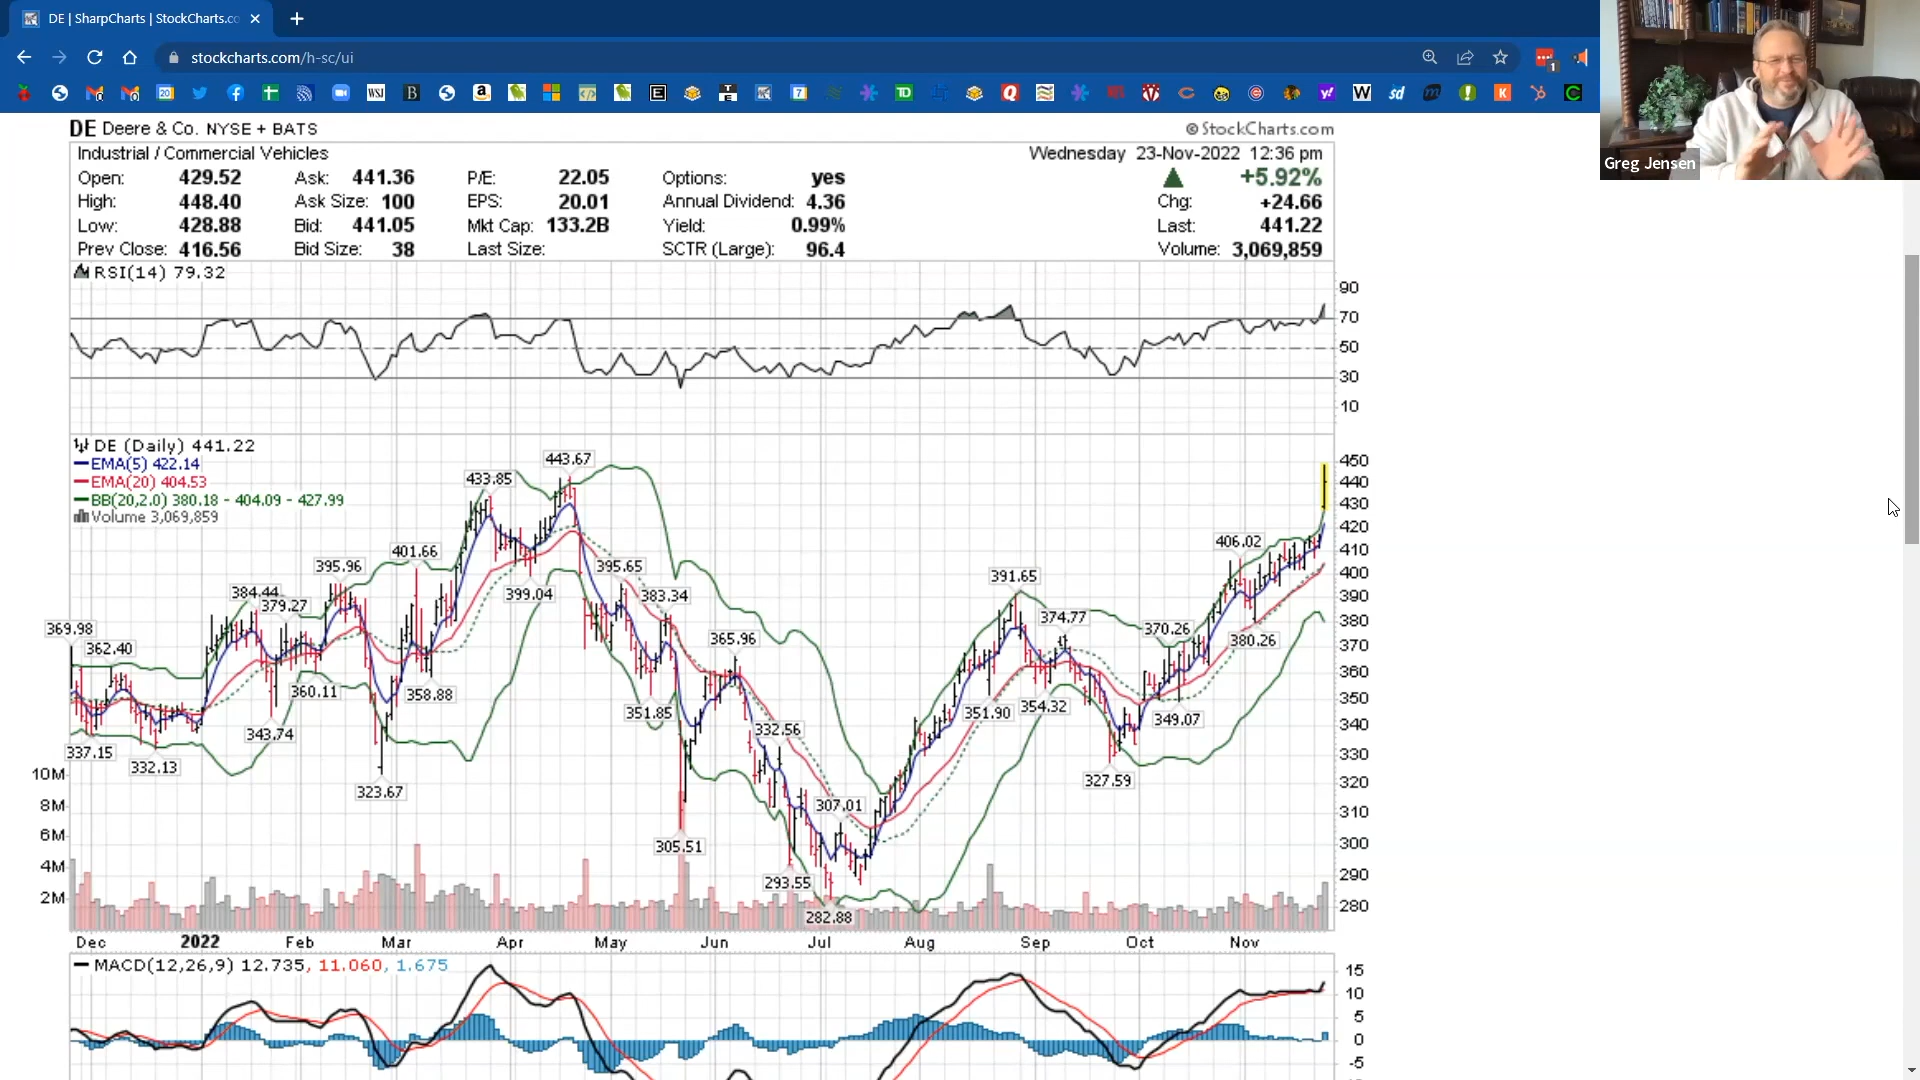 DE | SharpCharts | StockCharts.co
stockcharts.com/h-sc/ui
DE Deere & Co. NYSE + BATS
© StockCharts.com
Industrial / Commercial Vehicles
Wednesday 23-Nov-2022 12:36 pm
Open: 429.52 Ask: 441.36 P/E: 22.05 Options: yes +5.92%
High: 448.40 Ask Size: 100 EPS: 20.01 Annual Dividend: 4.36 Chg: +24.66
Low: 428.88 Bid: 441.05 Mkt Cap: 133.2B Yield: 0.99% Last: 441.22
Prev Close: 416.56 Bid Size: 38 Last Size: SCTR (Large): 96.4 Volume: 3,069,859
Greg Jensen
RSI(14) 79.32
90
70
50
30
10
DE (Daily) 441.22
EMA(5) 422.14
EMA(20) 404.53
BB(20,2.0) 380.18 - 404.09 - 427.99
Volume 3,069,859
443.67
433.85
406.02
401.66
395.96
395.65
391.65
384.44
379.27
399.04
383.34
374.77
369.98
362.40
365.96
370.26
380.26
360.11
358.88
351.85
351.90
354.32
349.07
343.74
332.56
337.15
332.13
323.67
327.59
307.01
305.51
293.55
282.88
450
440
430
420
410
400
390
380
370
360
350
340
330
320
310
300
290
280
10M
8M
6M
4M
2M
Dec 2022 Feb Mar Apr May Jun Jul Aug Sep Oct Nov
MACD(12,26,9) 12.735, 11.060, 1.675
15
10
5
0
-5